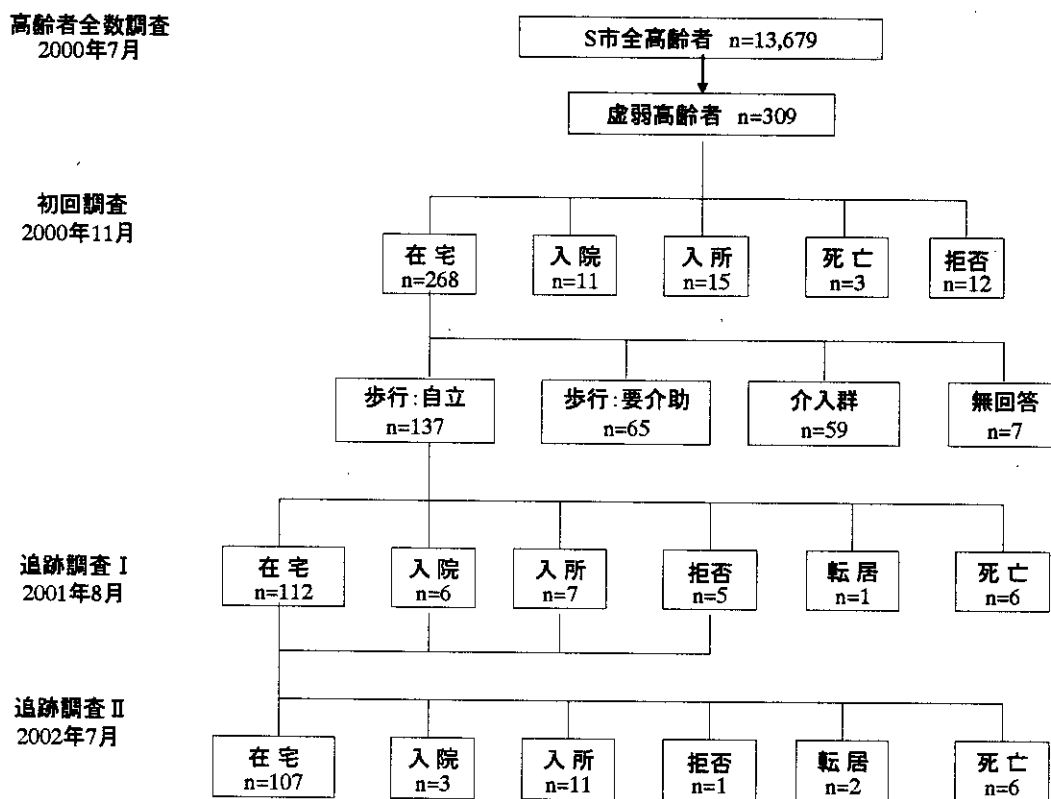 高齢者全数調査
2000年7月
S市全高齢者 n=13,679
虚弱高齢者 n=309
初回調査
2000年11月
在宅
n=268
入院
n=11
入所
n=15
死亡
n=3
拒否
n=12
歩行:自立
n=137
歩行:要介助
n=65
介入群
n=59
無回答
n=7
追跡調査 I
2001年8月
在宅
n=112
入院
n=6
入所
n=7
拒否
n=5
転居
n=1
死亡
n=6
追跡調査 II
2002年7月
在宅
n=107
入院
n=3
入所
n=11
拒否
n=1
転居
n=2
死亡
n=6